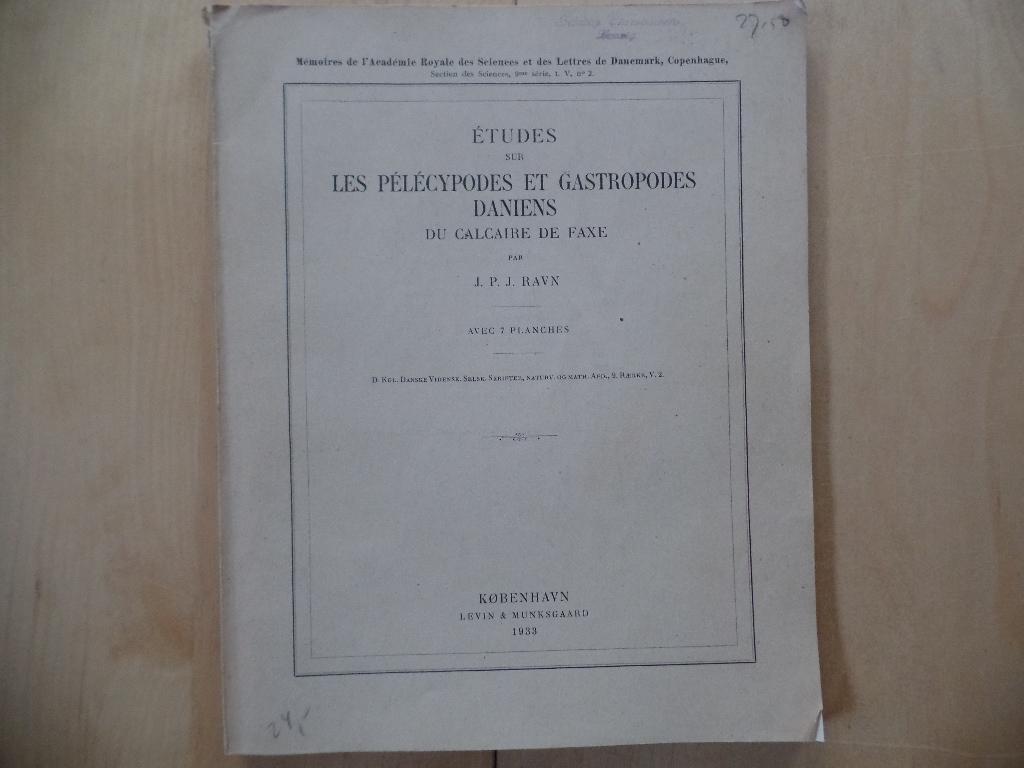 27,50
Mémoires de l'Académie Royale des Sciences et des Lettres de Danemark, Copenhague,
Section des Sciences, 9me série, t. V, no 2.
ÉTUDES
SUR
LES PÉLÉCYPODES ET GASTROPODES
DANIENS
DU CALCAIRE DE FAXE
PAR
J. P. J. RAVN
AVEC 7 PLANCHES
D. KGL. DANSKE VIDENSK. SELSK. SKRIFTER, NATURV. OG MATH. AFD., 9. RÆKKE, V. 2.
KØBENHAVN
LEVIN & MUNKSGAARD
1933